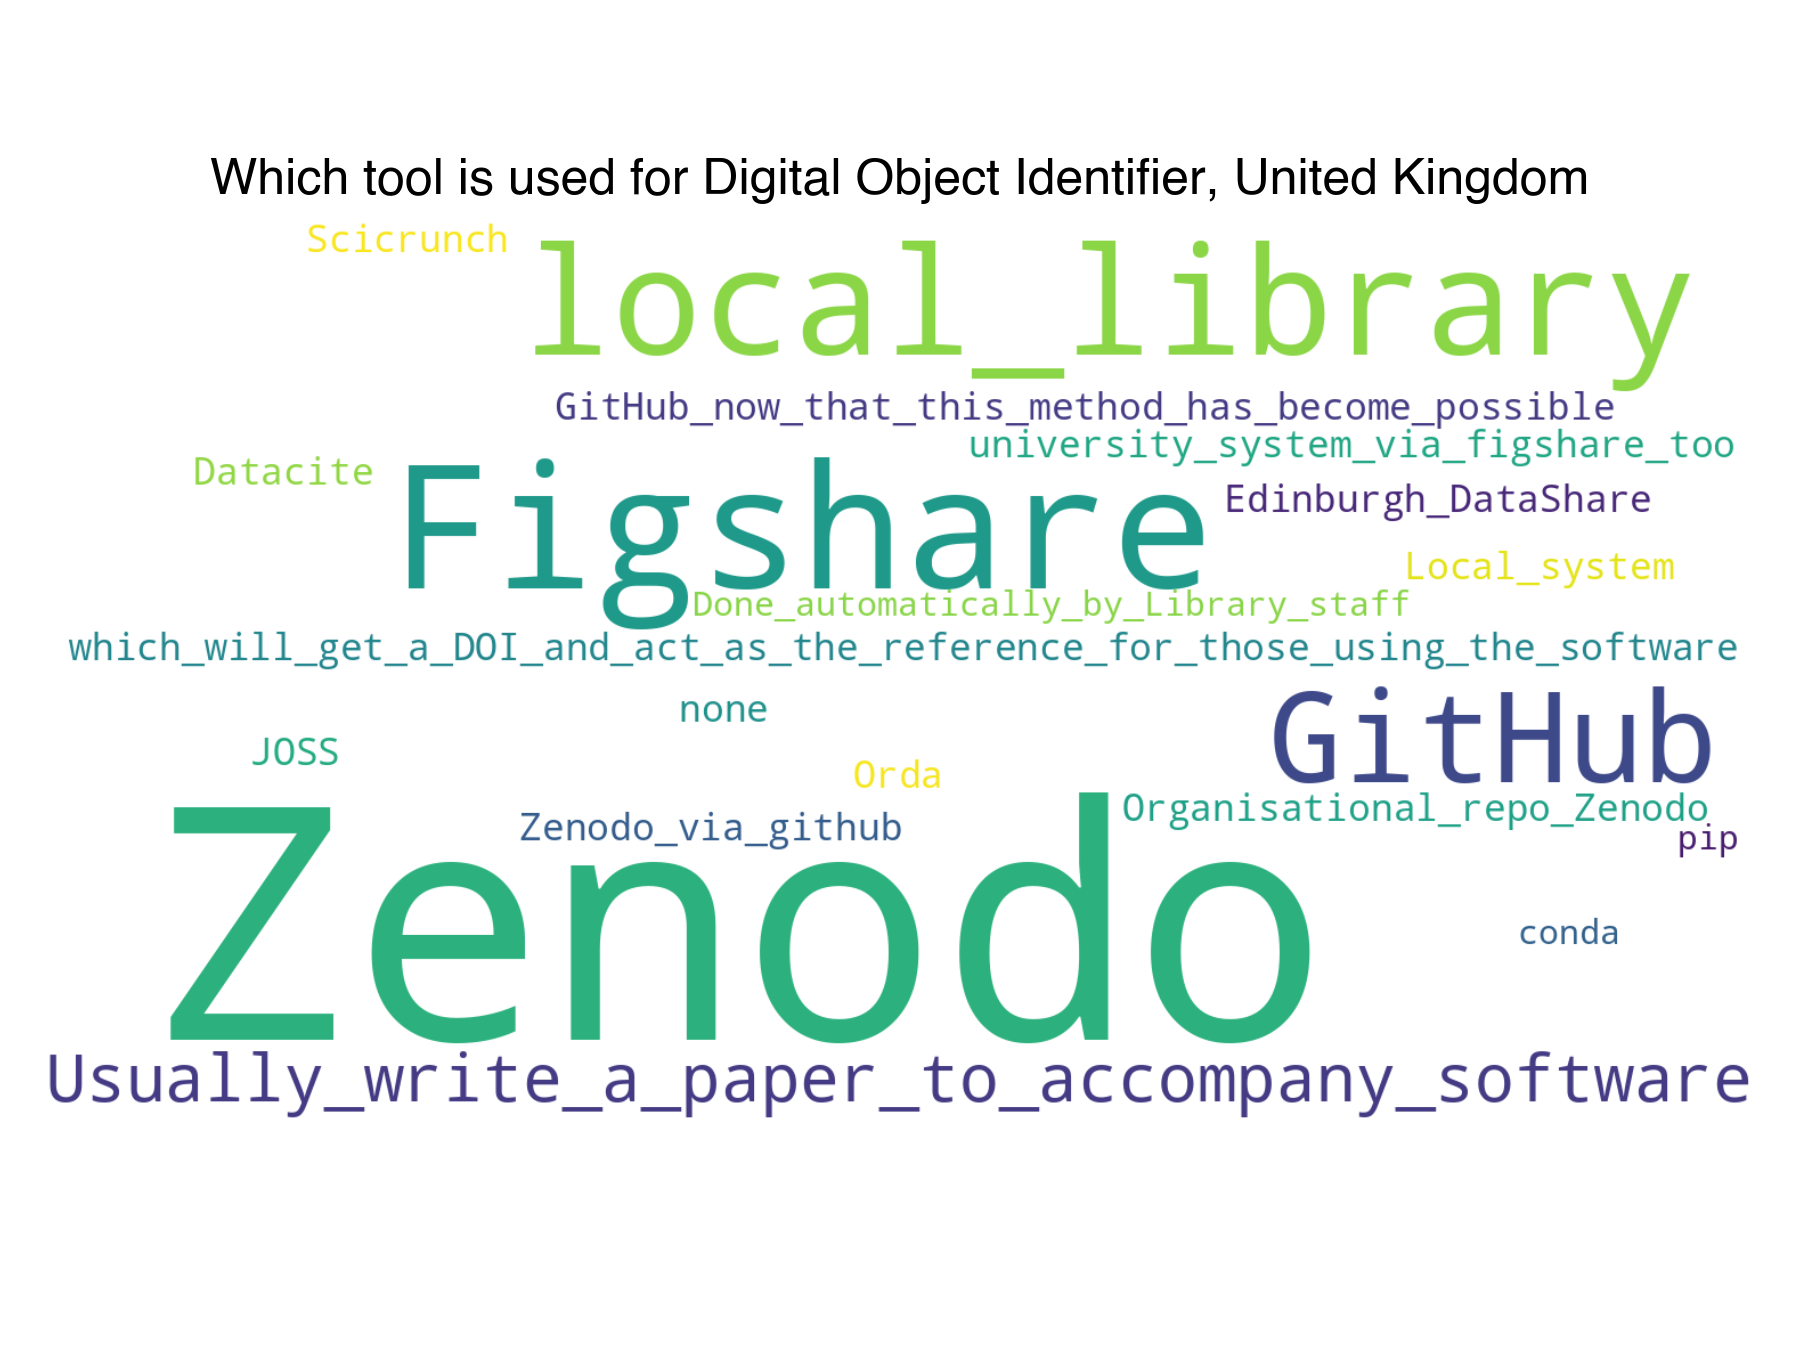 Which tool is used for Digital Object Identifier, United Kingdom
Scicrunch
local_library
GitHub_now_that_this_method_has_become_possible
university_system_via_figshare_too
Datacite
Figshare
Edinburgh_DataShare
Local_system
Done_automatically_by_Library_staff
which_will_get_a_DOI_and_act_as_the_reference_for_those_using_the_software
none
GitHub
JOSS
Orda
Organisational_repo_Zenodo
Zenodo_via_github
pip
Zenodo
conda
Usually_write_a_paper_to_accompany_software